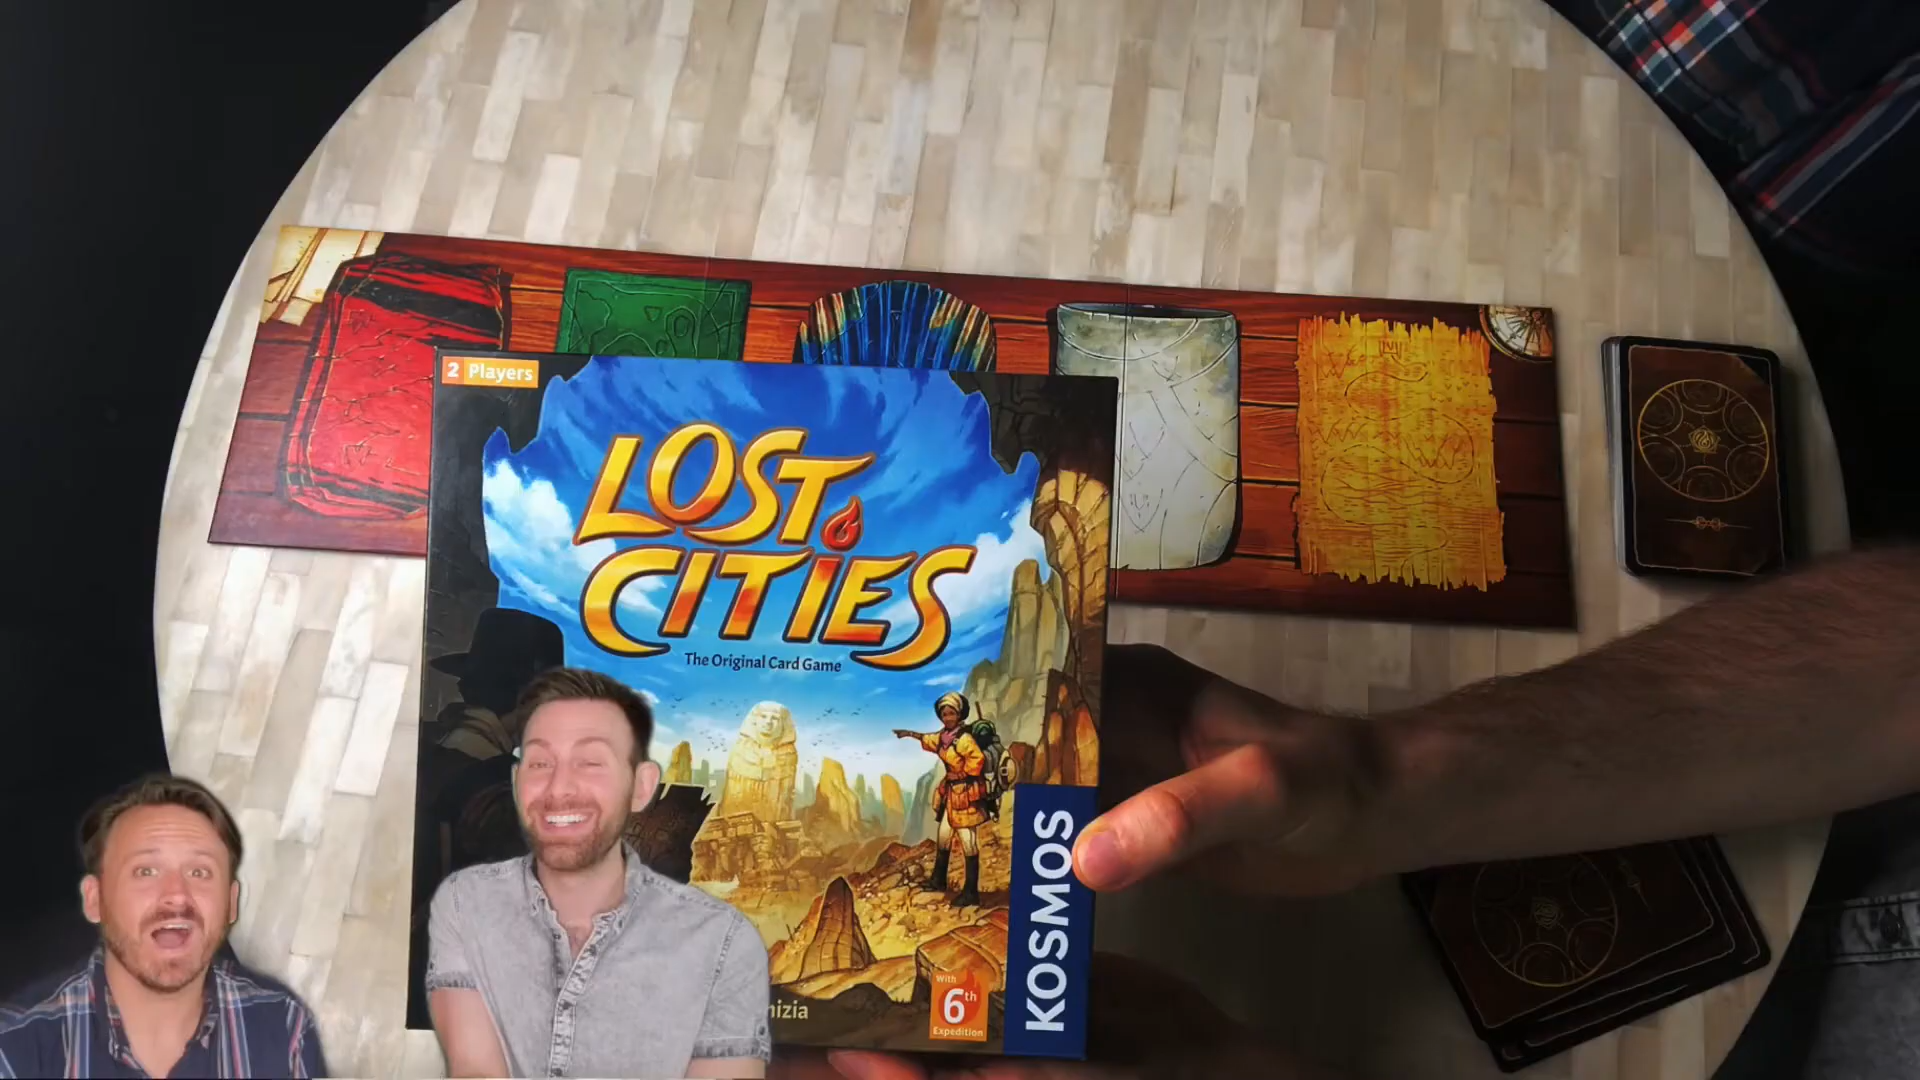 2 Players
LOST
CITIES
The Original Card Game
nizia
With
6th
Expedition
KOSMOS